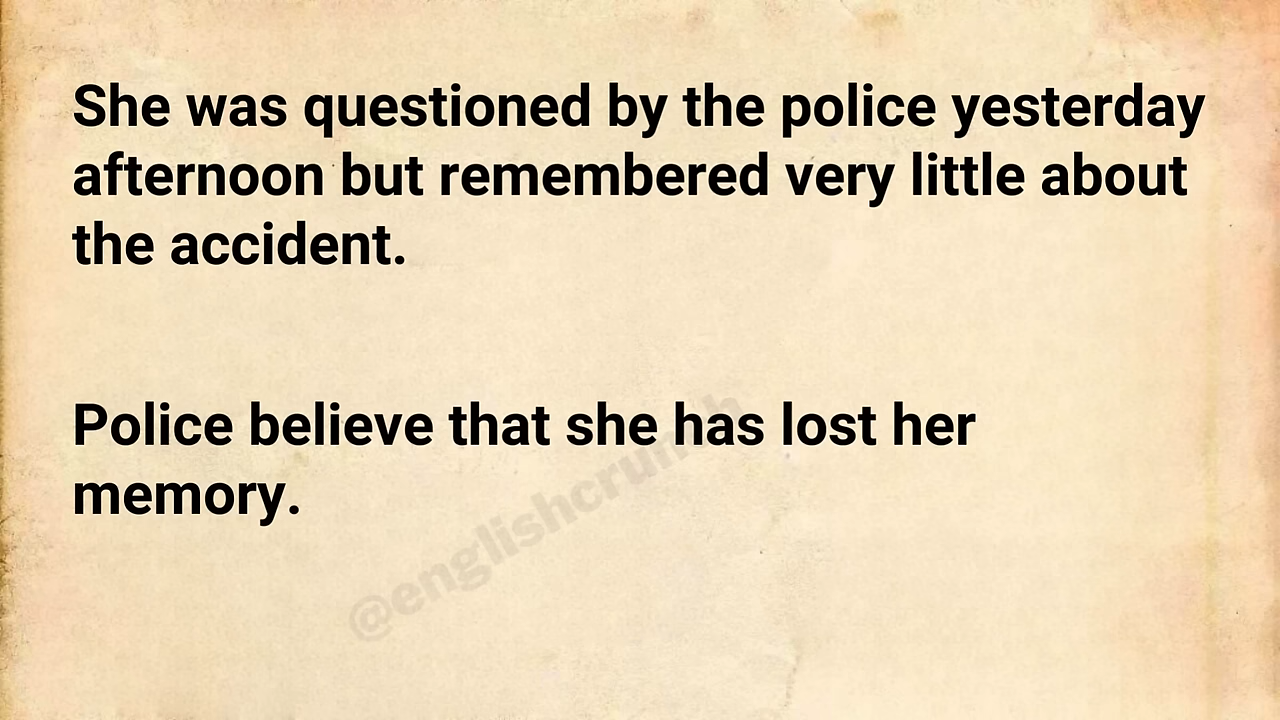 She was questioned by the police yesterday
afternoon but remembered very little about
the accident.
Police believe that she has lost her
memory.
@englishcrunch